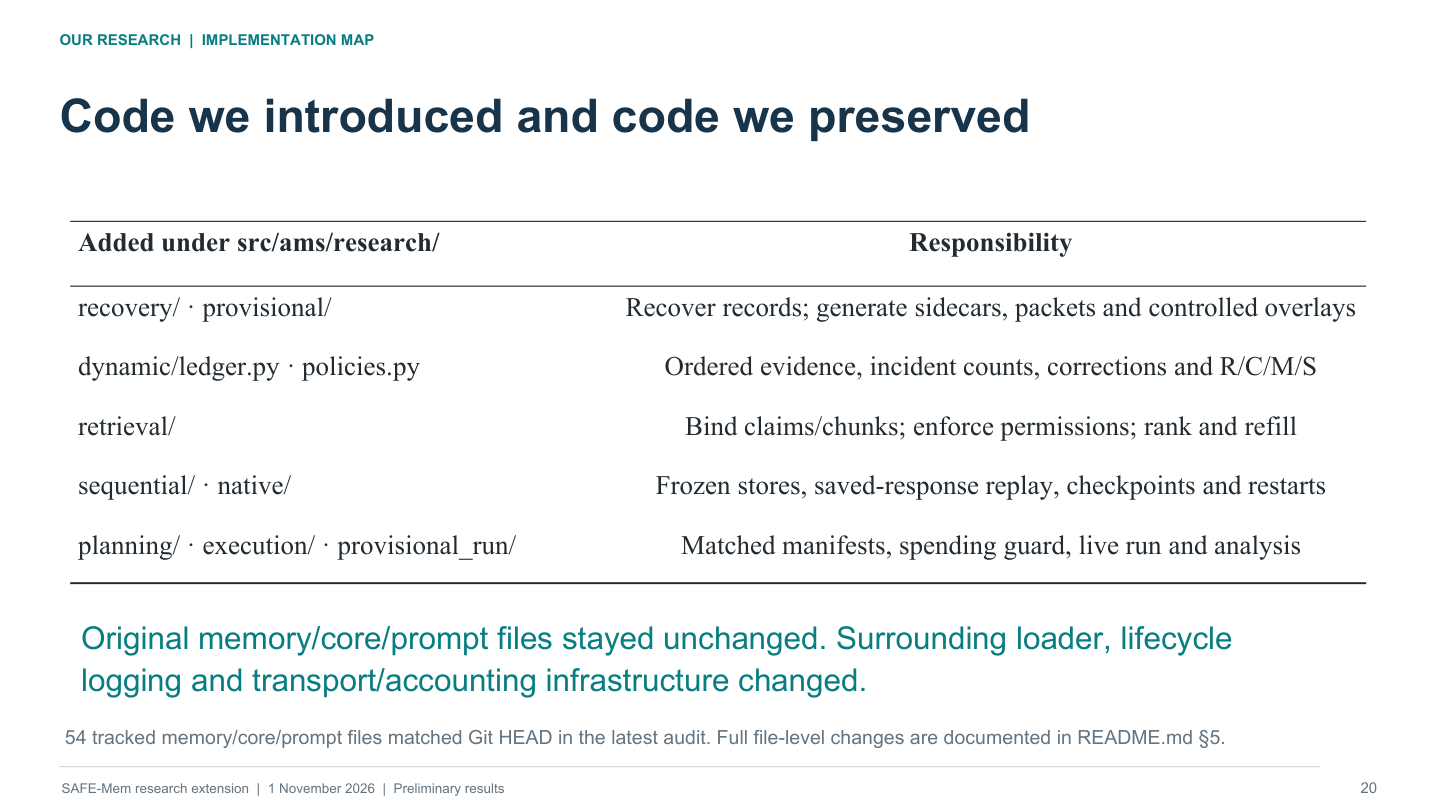 OUR RESEARCH | IMPLEMENTATION MAP
Code we introduced and code we preserved
Added under src/ams/research/ Responsibility
recovery/ · provisional/ Recover records; generate sidecars, packets and controlled overlays
dynamic/ledger.py · policies.py Ordered evidence, incident counts, corrections and R/C/M/S
retrieval/ Bind claims/chunks; enforce permissions; rank and refill
sequential/ · native/ Frozen stores, saved-response replay, checkpoints and restarts
planning/ · execution/ · provisional_run/ Matched manifests, spending guard, live run and analysis
Original memory/core/prompt files stayed unchanged. Surrounding loader, lifecycle
logging and transport/accounting infrastructure changed.
54 tracked memory/core/prompt files matched Git HEAD in the latest audit. Full file-level changes are documented in README.md §5.
SAFE-Mem research extension | 1 November 2026 | Preliminary results 20